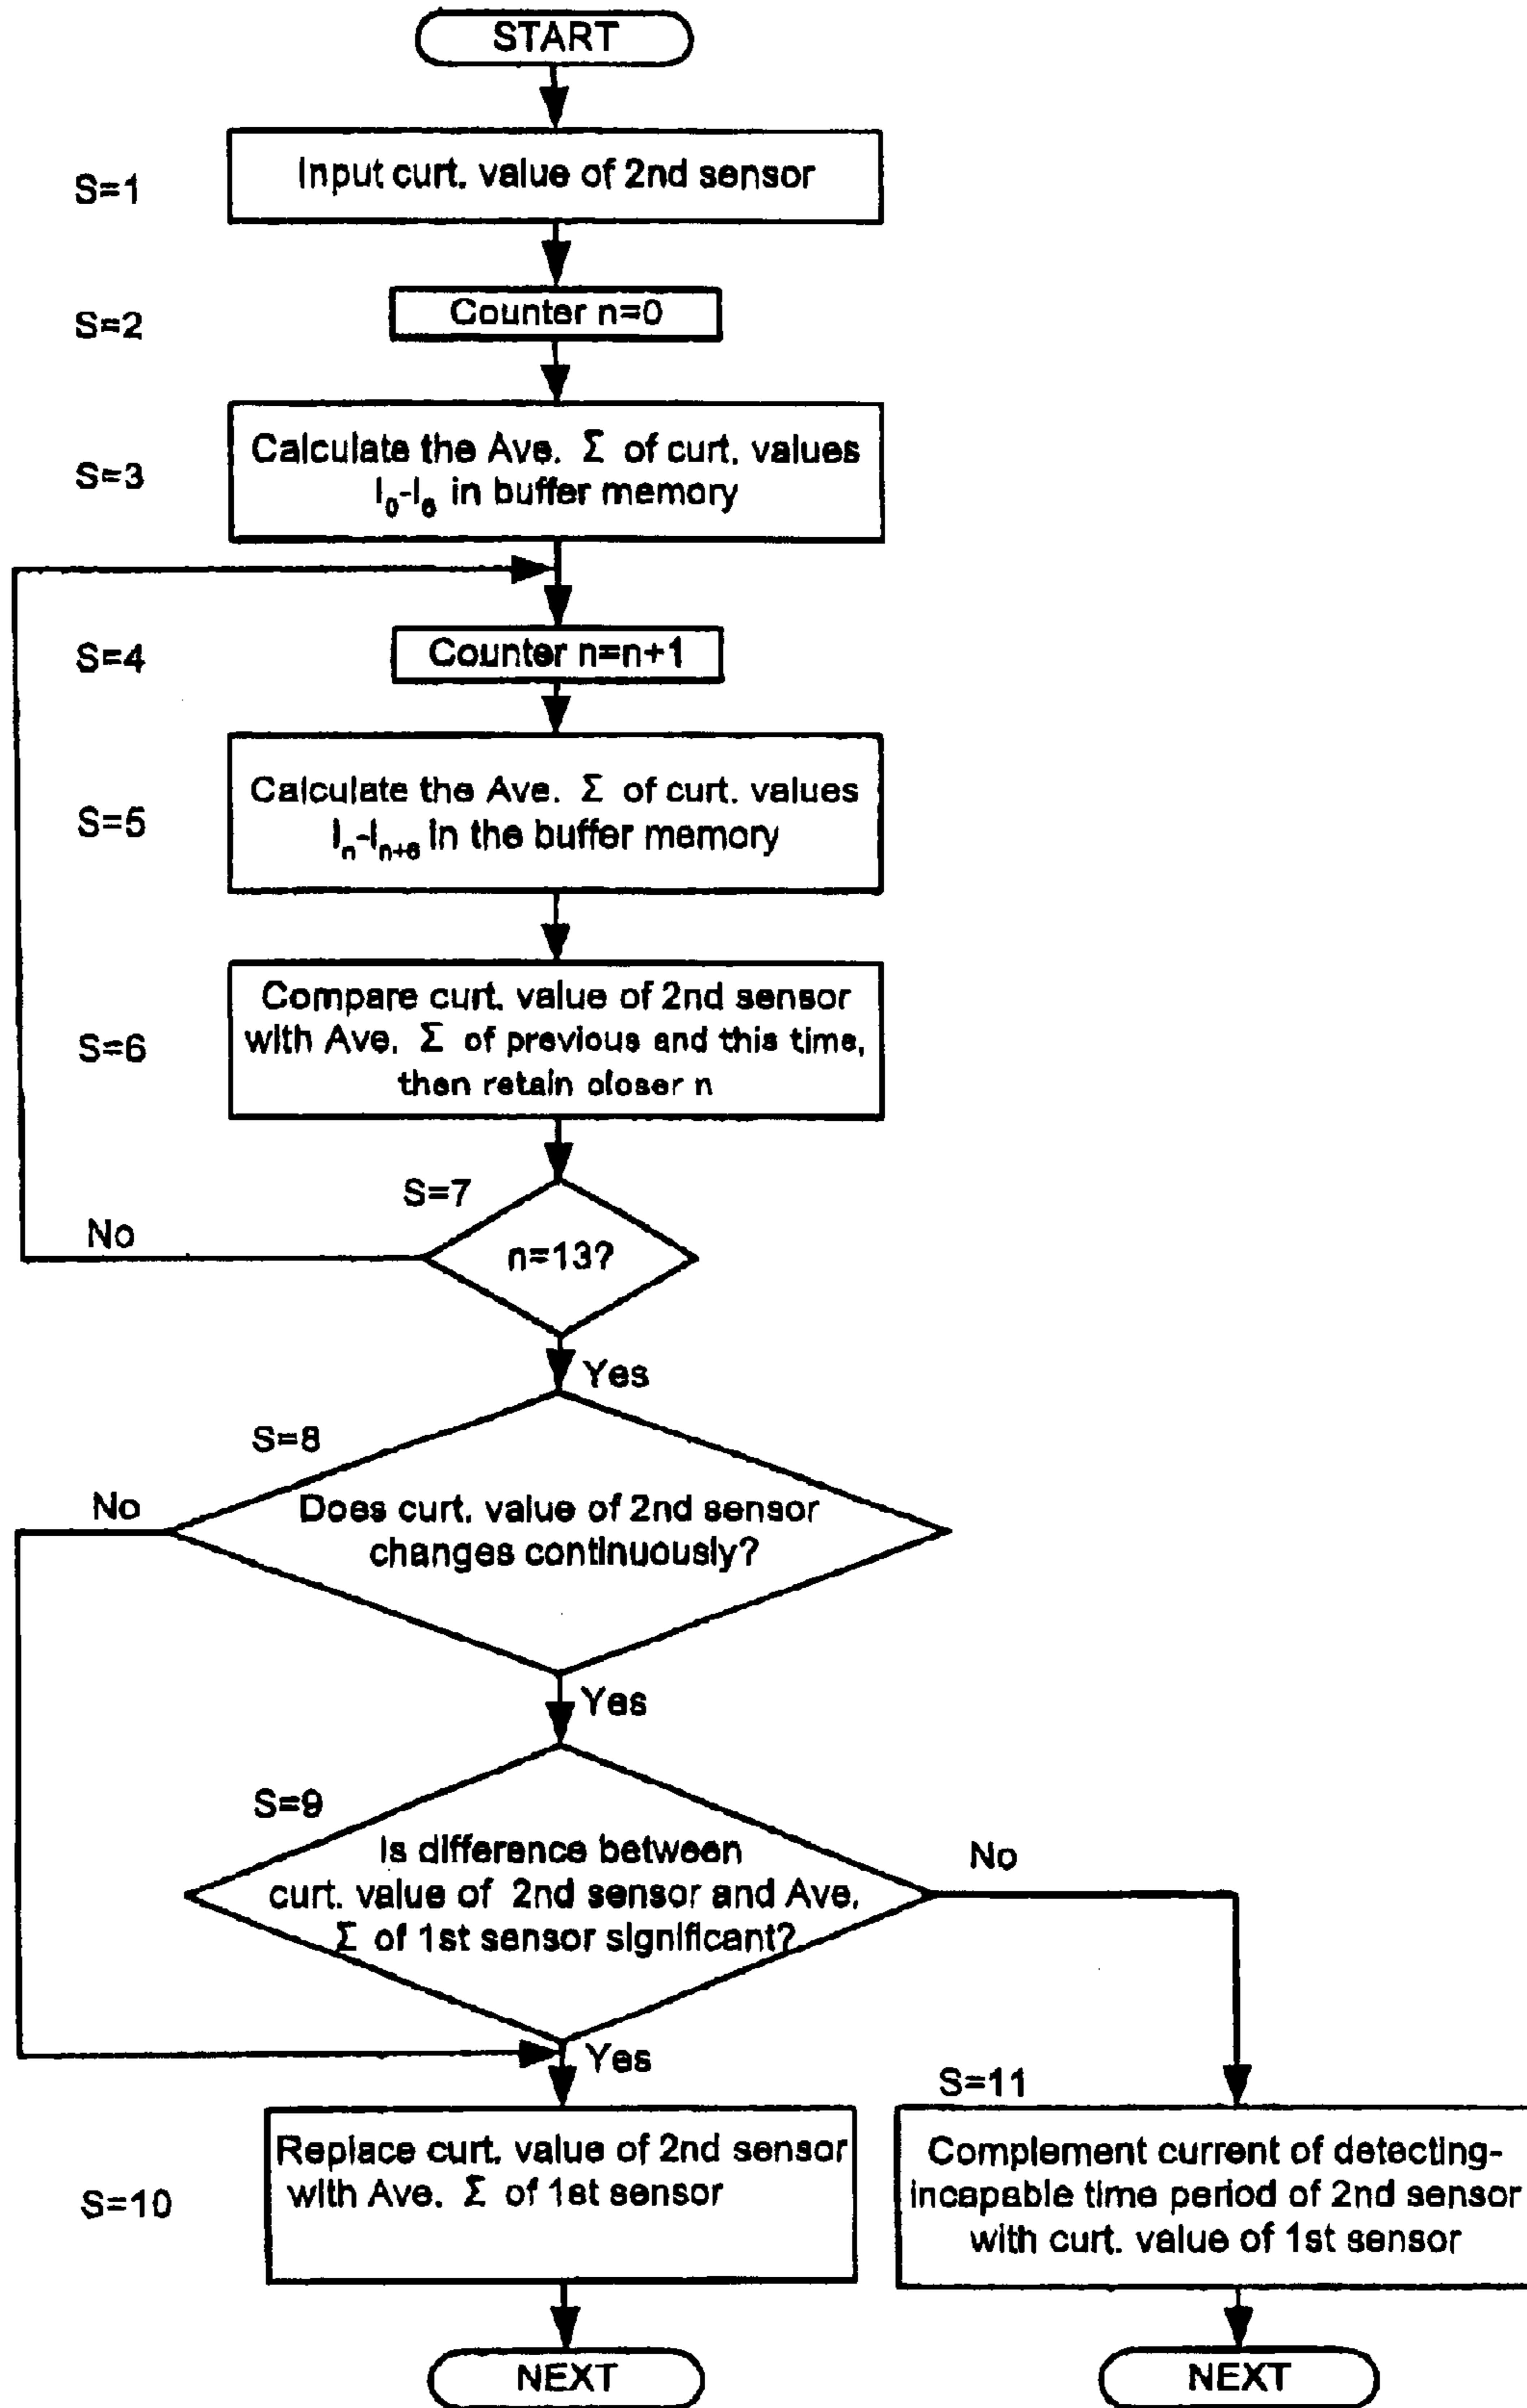 START
S=1
Input curt. value of 2nd sensor
S=2
Counter n=0
S=3
Calculate the Ave. Σ of curt. values
I₀-I₆ in buffer memory
S=4
Counter n=n+1
S=5
Calculate the Ave. Σ of curt. values
Iₙ-Iₙ₊₆ in the buffer memory
S=6
Compare curt. value of 2nd sensor
with Ave. Σ of previous and this time,
then retain closer n
S=7
No
n=13?
Yes
S=8
No
Does curt. value of 2nd sensor
changes continuously?
Yes
S=9
Is difference between
curt. value of 2nd sensor and Ave.
Σ of 1st sensor significant?
No
Yes
S=10
Replace curt. value of 2nd sensor
with Ave. Σ of 1st sensor
S=11
Complement current of detecting-
incapable time period of 2nd sensor
with curt. value of 1st sensor
NEXT
NEXT